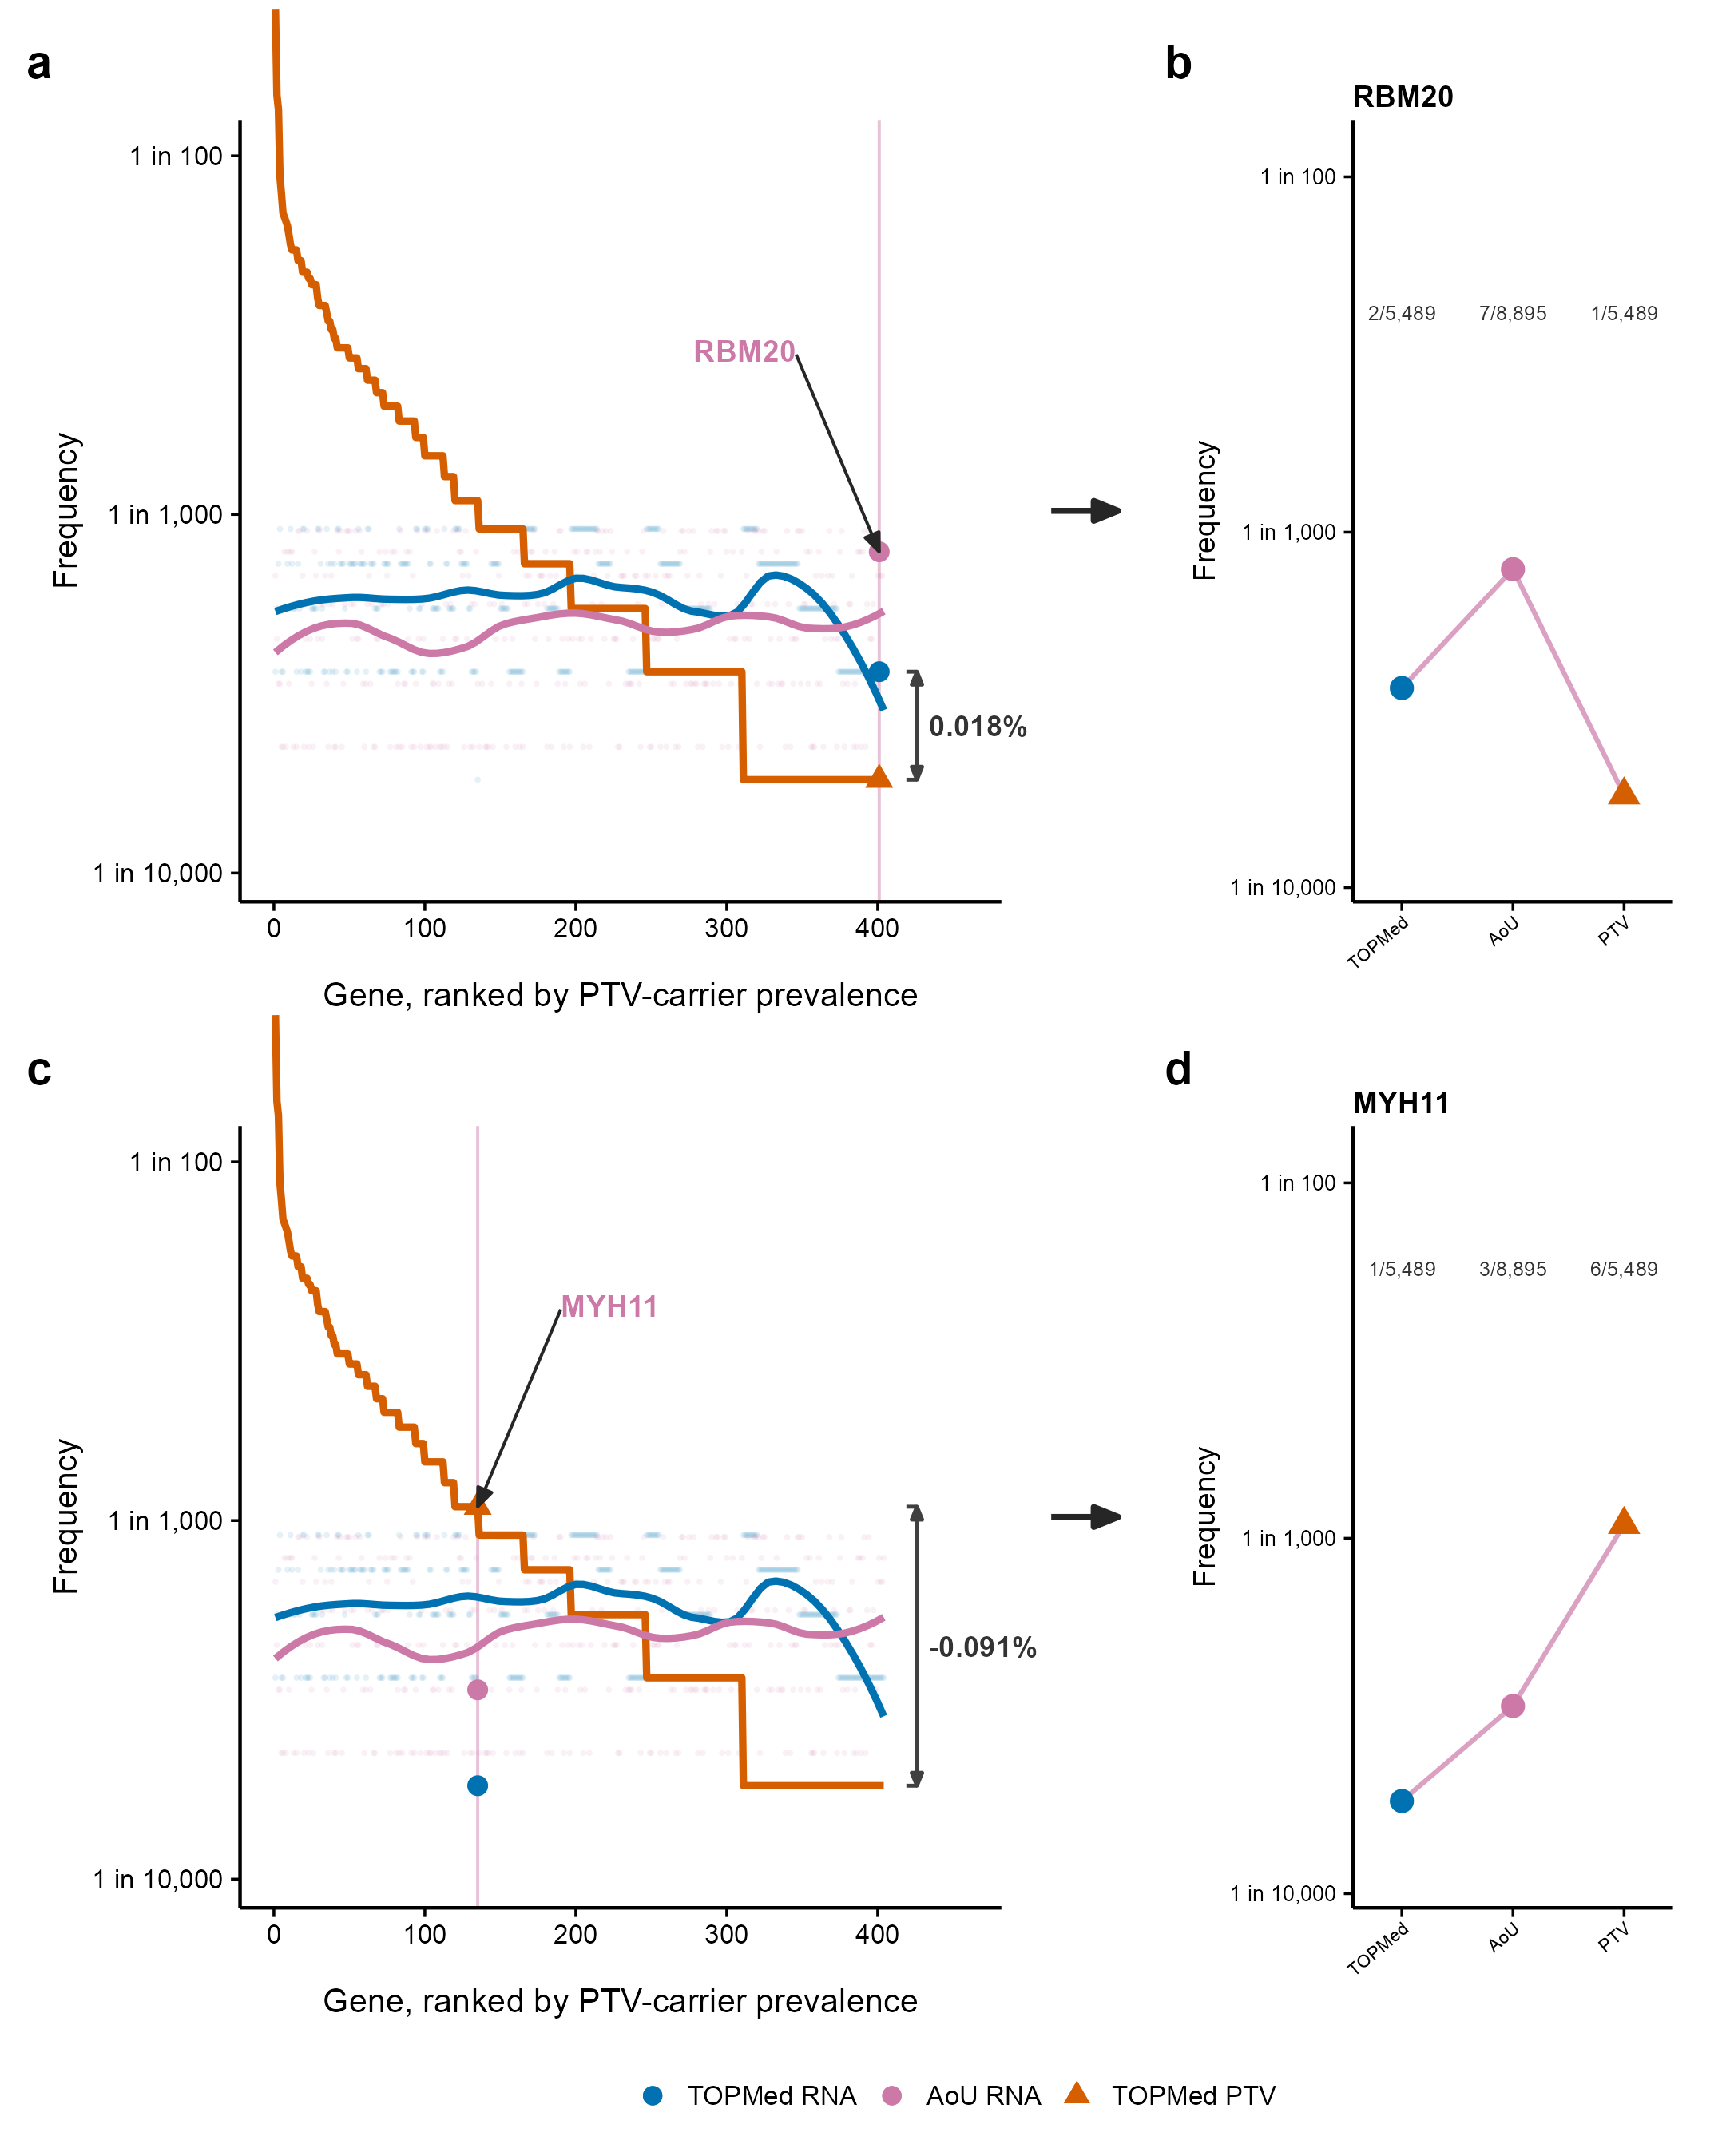 a
1 in 100
1 in 1,000
1 in 10,000
Frequency
RBM20
0.018%
0 100 200 300 400
Gene, ranked by PTV-carrier prevalence
b
RBM20
1 in 100
1 in 1,000
1 in 10,000
Frequency
2/5,489 7/8,895 1/5,489
TOPMed AoU PTV
c
1 in 100
1 in 1,000
1 in 10,000
Frequency
MYH11
-0.091%
0 100 200 300 400
Gene, ranked by PTV-carrier prevalence
d
MYH11
1 in 100
1 in 1,000
1 in 10,000
Frequency
1/5,489 3/8,895 6/5,489
TOPMed AoU PTV
TOPMed RNA AoU RNA TOPMed PTV